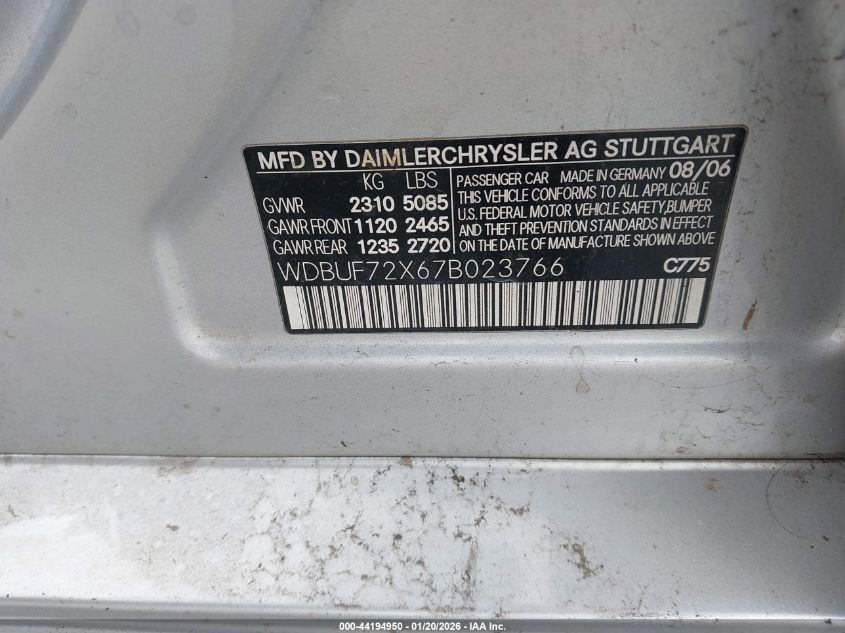 MFD BY DAIMLERCHRYSLER AG STUTTGART
KG LBS
GVWR 2310 5085
GAWR FRONT 1120 2465
GAWR REAR 1235 2720
PASSENGER CAR MADE IN GERMANY 08/06
THIS VEHICLE CONFORMS TO ALL APPLICABLE
U.S. FEDERAL MOTOR VEHICLE SAFETY,BUMPER
AND THEFT PREVENTION STANDARDS IN EFFECT
ON THE DATE OF MANUFACTURE SHOWN ABOVE
WDBUF72X67B023766 C775
000-44194950 - 01/20/2026 - IAA Inc.